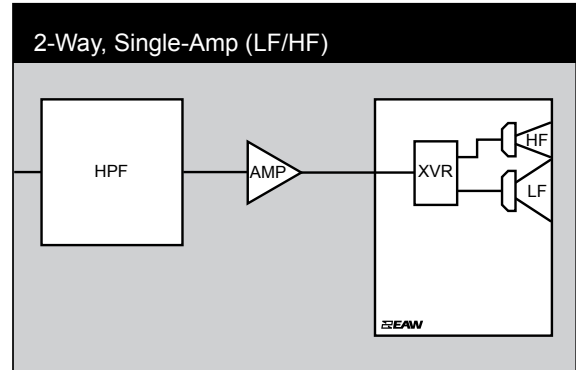 2-Way, Single-Amp (LF/HF)
HPF
AMP
XVR
HF
LF
EAW